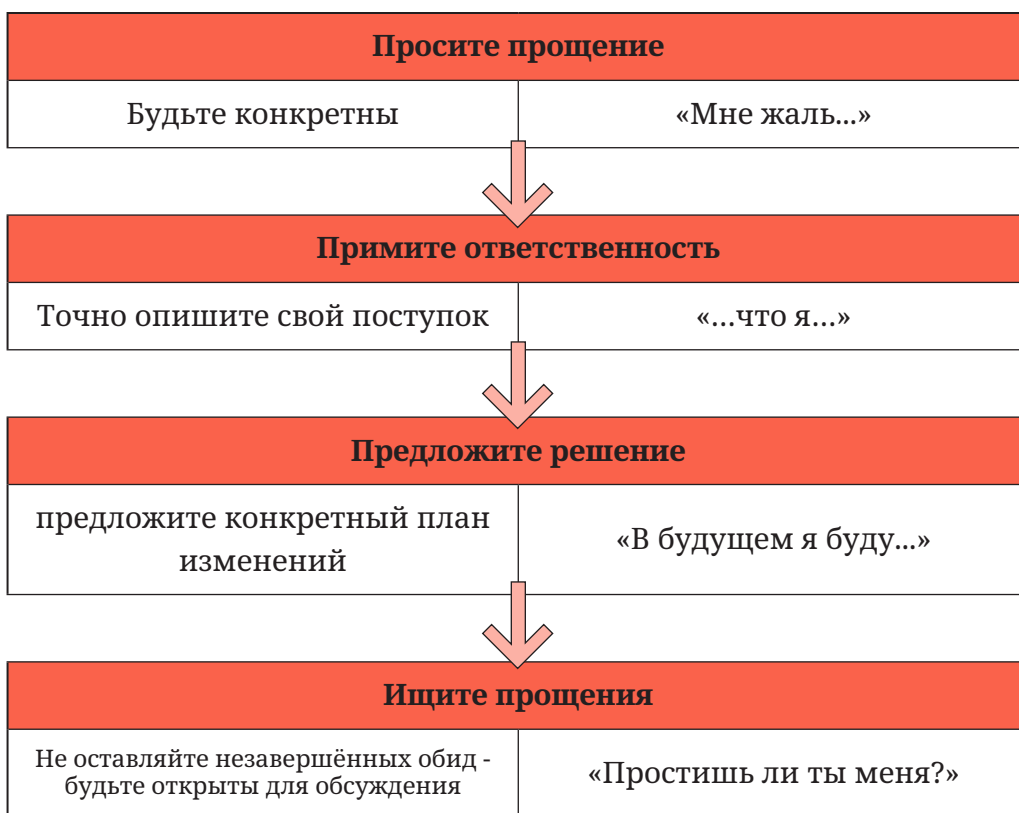 Просите прощение
Будьте конкретны
«Мне жаль...»
Примите ответственность
Точно опишите свой поступок
«…что я…»
Предложите решение
предложите конкретный план
изменений
«В будущем я буду...»
Ищите прощения
Не оставляйте незавершённых обид -
будьте открыты для обсуждения
«Простишь ли ты меня?»